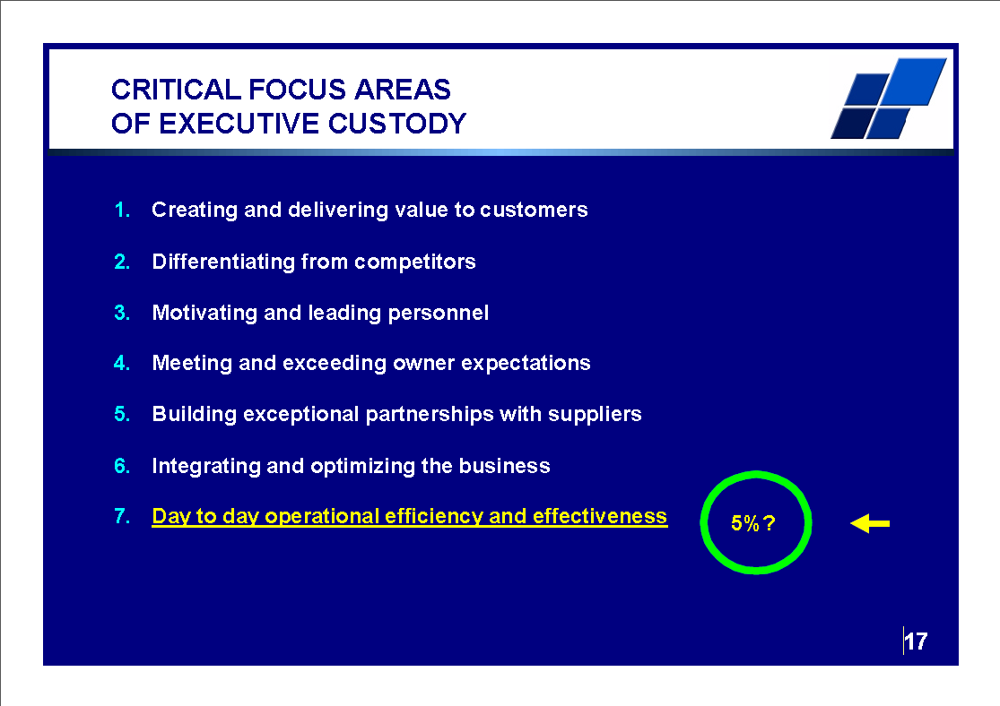 CRITICAL FOCUS AREAS
OF EXECUTIVE CUSTODY
1. Creating and delivering value to customers
2. Differentiating from competitors
3. Motivating and leading personnel
4. Meeting and exceeding owner expectations
5. Building exceptional partnerships with suppliers
6. Integrating and optimizing the business
7. Day to day operational efficiency and effectiveness
5%?
17